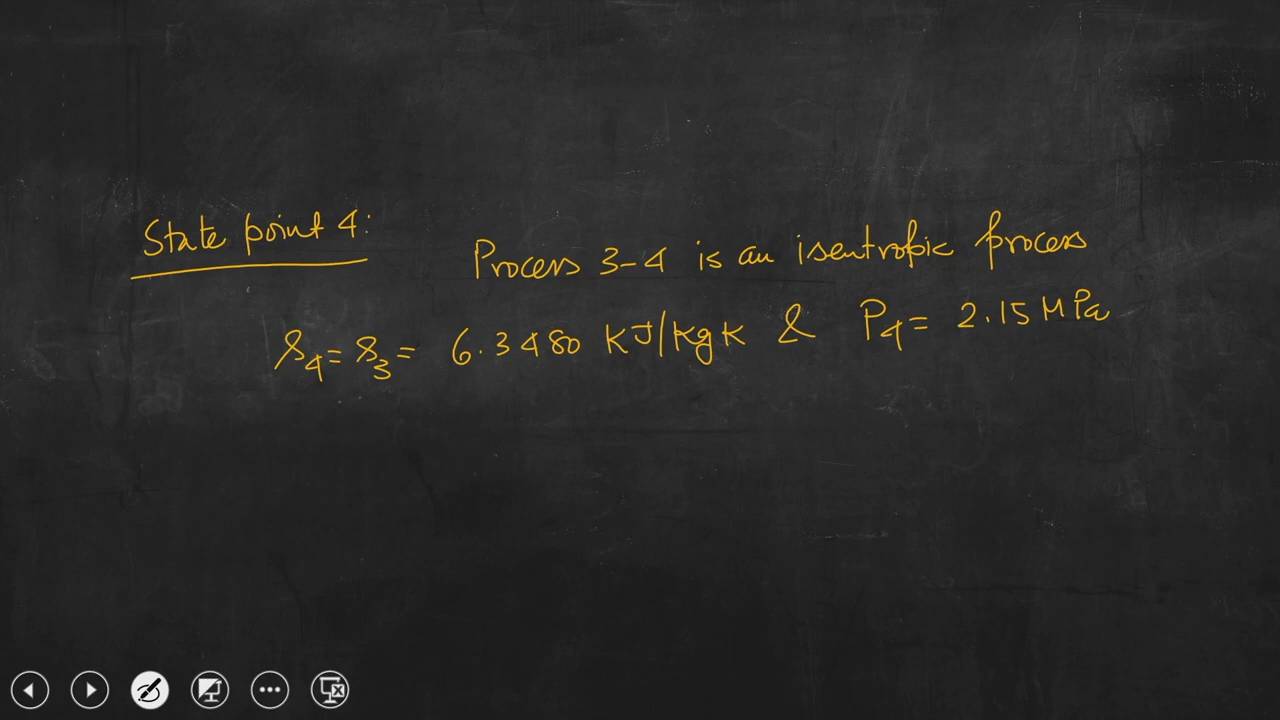 State point 4:
Process 3-4 is an isentropic process
s₄ = s₃ = 6.3480 KJ/KgK & P₄ = 2.15 MPa